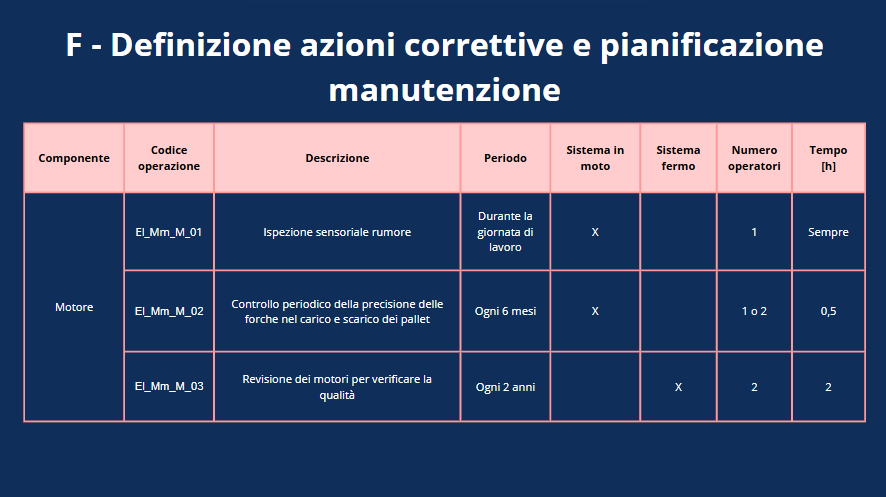 F - Definizione azioni correttive e pianificazione
manutenzione
Componente
Codice
operazione
Descrizione
Periodo
Sistema in
moto
Sistema
fermo
Numero
operatori
Tempo
[h]
Motore
El_Mm_M_01
Ispezione sensoriale rumore
Durante la
giornata di
lavoro
X
1
Sempre
El_Mm_M_02
Controllo periodico della precisione delle
forche nel carico e scarico dei pallet
Ogni 6 mesi
X
1 o 2
0,5
El_Mm_M_03
Revisione dei motori per verificare la
qualità
Ogni 2 anni
X
2
2